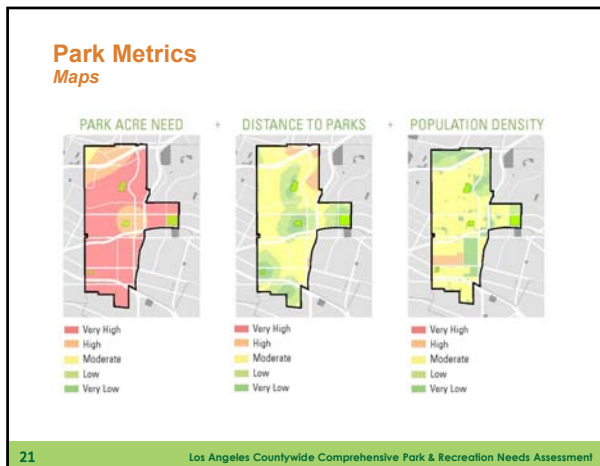 Park Metrics
Maps
PARK ACRE NEED + DISTANCE TO PARKS + POPULATION DENSITY
Very High
High
Moderate
Low
Very Low
Very High
High
Moderate
Low
Very Low
Very High
High
Moderate
Low
Very Low
21 Los Angeles Countywide Comprehensive Park & Recreation Needs Assessment